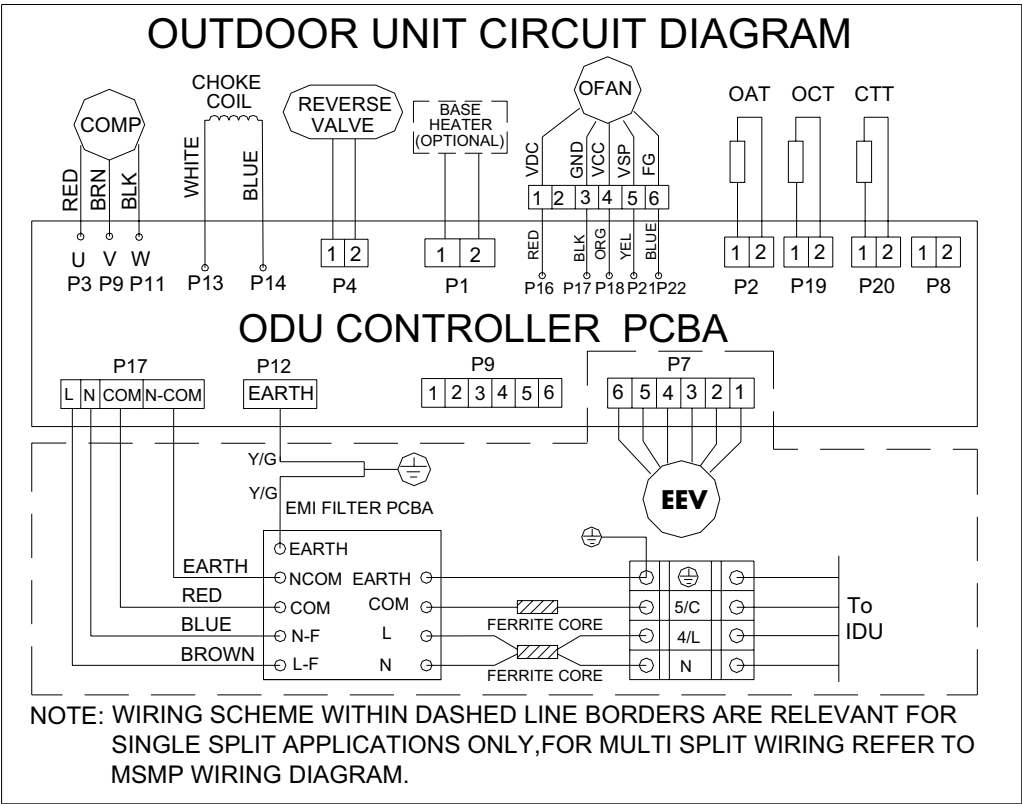 OUTDOOR UNIT CIRCUIT DIAGRAM
COMP
CHOKE
COIL
REVERSE
VALVE
BASE
HEATER
(OPTIONAL)
OFAN
OAT OCT CTT
RED BRN BLK
WHITE BLUE
VDC GND VCC VSP FG
1 2 3 4 5 6
RED BLK ORG YEL BLUE
U V W
P3 P9 P11
P13 P14
1 2
P4
1 2
P1
P16 P17 P18 P21 P22
1 2
P2
1 2
P19
1 2
P20
1 2
P8
ODU CONTROLLER PCBA
P17
L N COM N-COM
P12
EARTH
P9
1 2 3 4 5 6
P7
6 5 4 3 2 1
Y/G
Y/G
EEV
EMI FILTER PCBA
EARTH
EARTH NCOM EARTH
RED COM COM
BLUE N-F L
BROWN L-F N
FERRITE CORE
FERRITE CORE
5/C
4/L
N
To
IDU
NOTE: WIRING SCHEME WITHIN DASHED LINE BORDERS ARE RELEVANT FOR
SINGLE SPLIT APPLICATIONS ONLY,FOR MULTI SPLIT WIRING REFER TO
MSMP WIRING DIAGRAM.